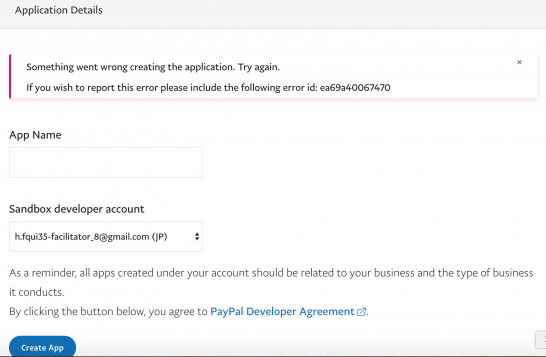 Application Details
Something went wrong creating the application. Try again.
×
If you wish to report this error please include the following error id: ea69a40067470
App Name
Sandbox developer account
h.fqui35-facilitator_8@gmail.com (JP)
As a reminder, all apps created under your account should be related to your business and the type of business
it conducts.
By clicking the button below, you agree to PayPal Developer Agreement.
Create App